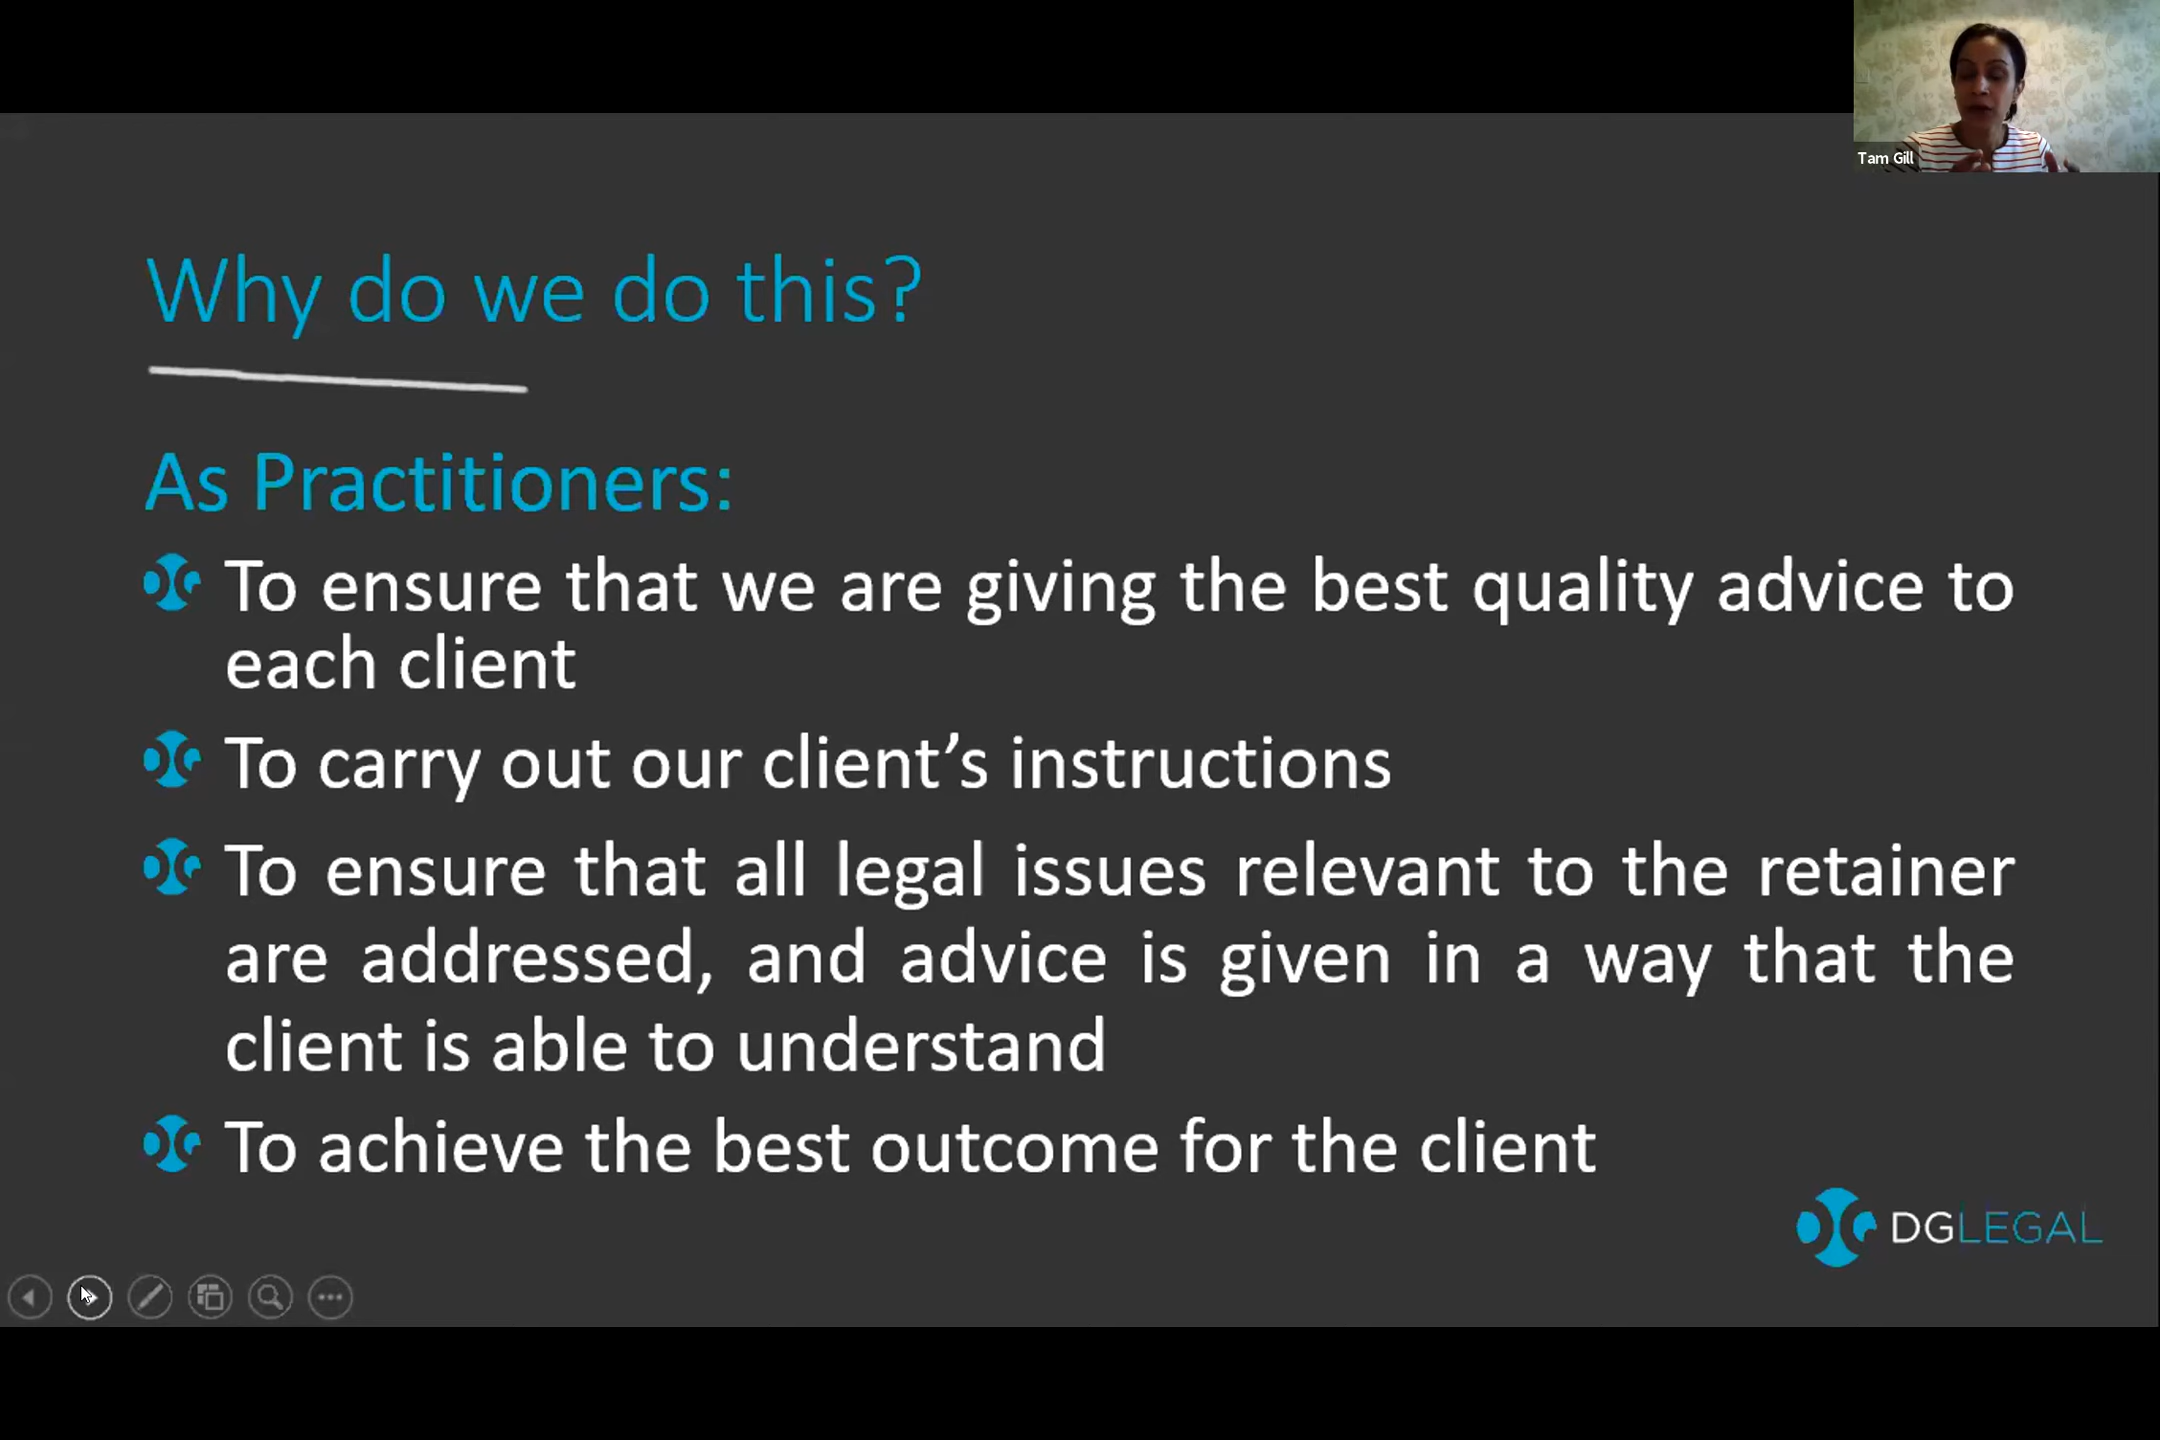 Tam Gill
Why do we do this?
As Practitioners:
To ensure that we are giving the best quality advice to
each client
To carry out our client’s instructions
To ensure that all legal issues relevant to the retainer
are addressed, and advice is given in a way that the
client is able to understand
To achieve the best outcome for the client
DGLEGAL